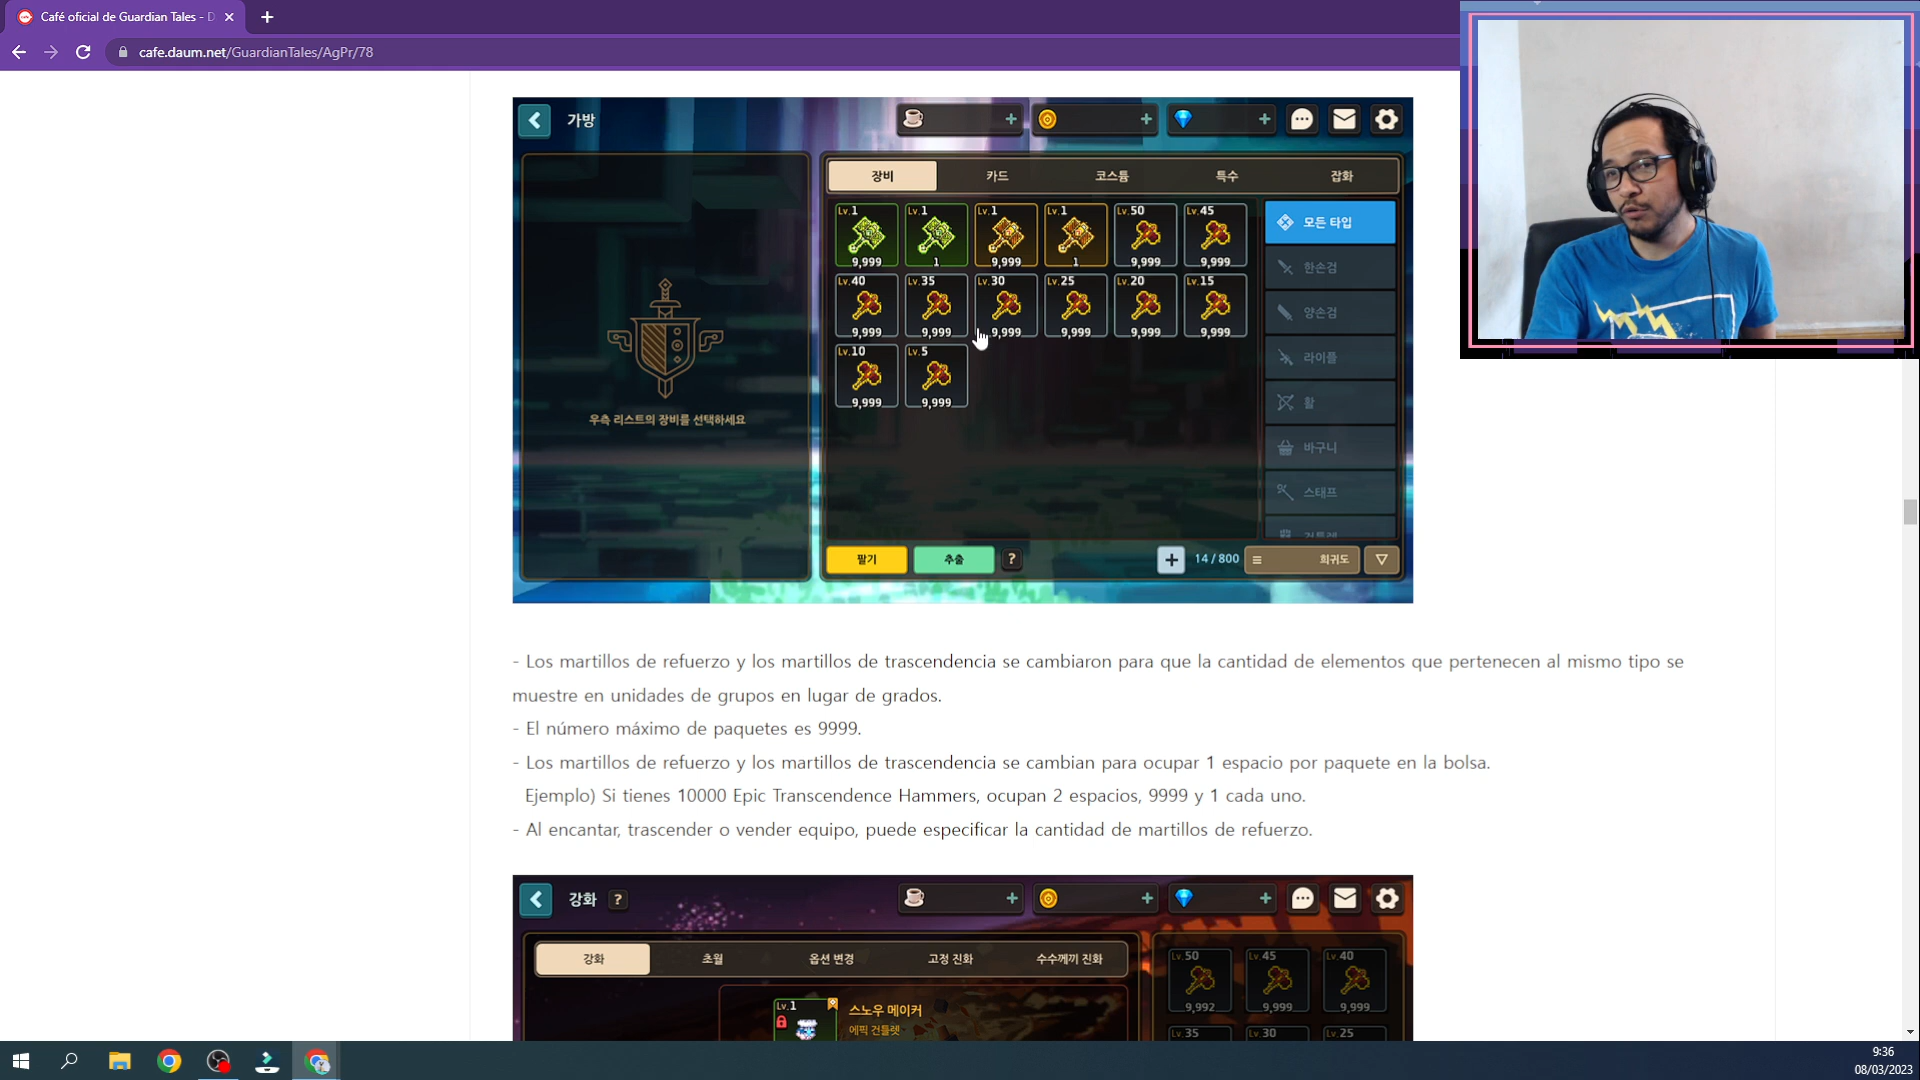 Café oficial de Guardian Tales - D
cafe.daum.net/GuardianTales/AgPr/78
가방
장비 카드 코스튬 특수 잡화
Lv.1 Lv.1 Lv.1 Lv.1 Lv.50 Lv.45
9,999 1 9,999 1 9,999 9,999
Lv.40 Lv.35 Lv.30 Lv.25 Lv.20 Lv.15
9,999 9,999 9,999 9,999 9,999 9,999
Lv.10 Lv.5
9,999 9,999
모든 타입
한손검
양손검
라이플
활
바구니
스태프
우측 리스트의 장비를 선택하세요
팔기 추출 ? 14/800 희귀도
- Los martillos de refuerzo y los martillos de trascendencia se cambiaron para que la cantidad de elementos que pertenecen al mismo tipo se
muestre en unidades de grupos en lugar de grados.
- El número máximo de paquetes es 9999.
- Los martillos de refuerzo y los martillos de trascendencia se cambian para ocupar 1 espacio por paquete en la bolsa.
Ejemplo) Si tienes 10000 Epic Transcendence Hammers, ocupan 2 espacios, 9999 y 1 cada uno.
- Al encantar, trascender o vender equipo, puede especificar la cantidad de martillos de refuerzo.
강화 ?
강화 초월 옵션 변경 고정 진화 수수께끼 진화
Lv.1 스노우 메이커
에픽 건틀렛
Lv.50 Lv.45 Lv.40
9,992 9,999 9,999
Lv.35 Lv.30 Lv.25
9:36
08/03/2023